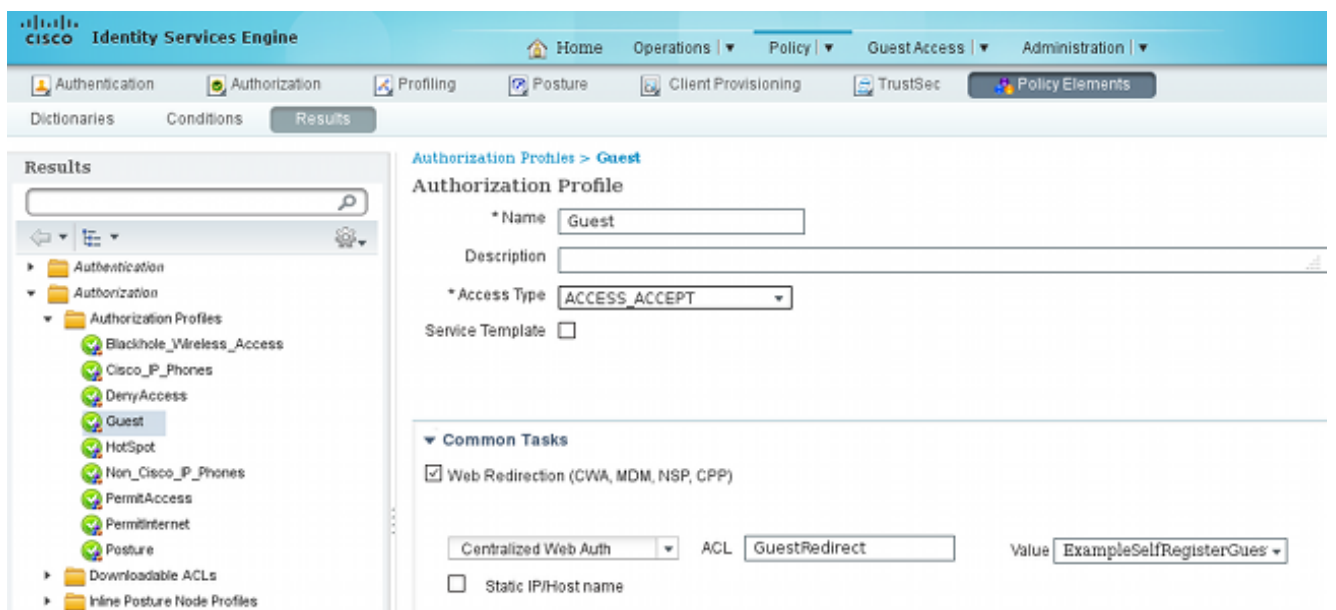 CISCO Identity Services Engine
Home Operations Policy Guest Access Administration
Authentication Authorization Profiling Posture Client Provisioning TrustSec Policy Elements
Dictionaries Conditions Results
Results
Authentication
Authorization
Authorization Profiles
Blackhole_Wireless_Access
Cisco_IP_Phones
DenyAccess
Guest
HotSpot
Non_Cisco_IP_Phones
PermitAccess
PermitInternet
Posture
Downloadable ACLs
Inline Posture Node Profiles
Authorization Profiles > Guest
Authorization Profile
* Name Guest
Description
* Access Type ACCESS_ACCEPT
Service Template
Common Tasks
Web Redirection (CWA, MDM, NSP, CPP)
Centralized Web Auth ACL GuestRedirect Value ExampleSelfRegisterGues
Static IP/Host name